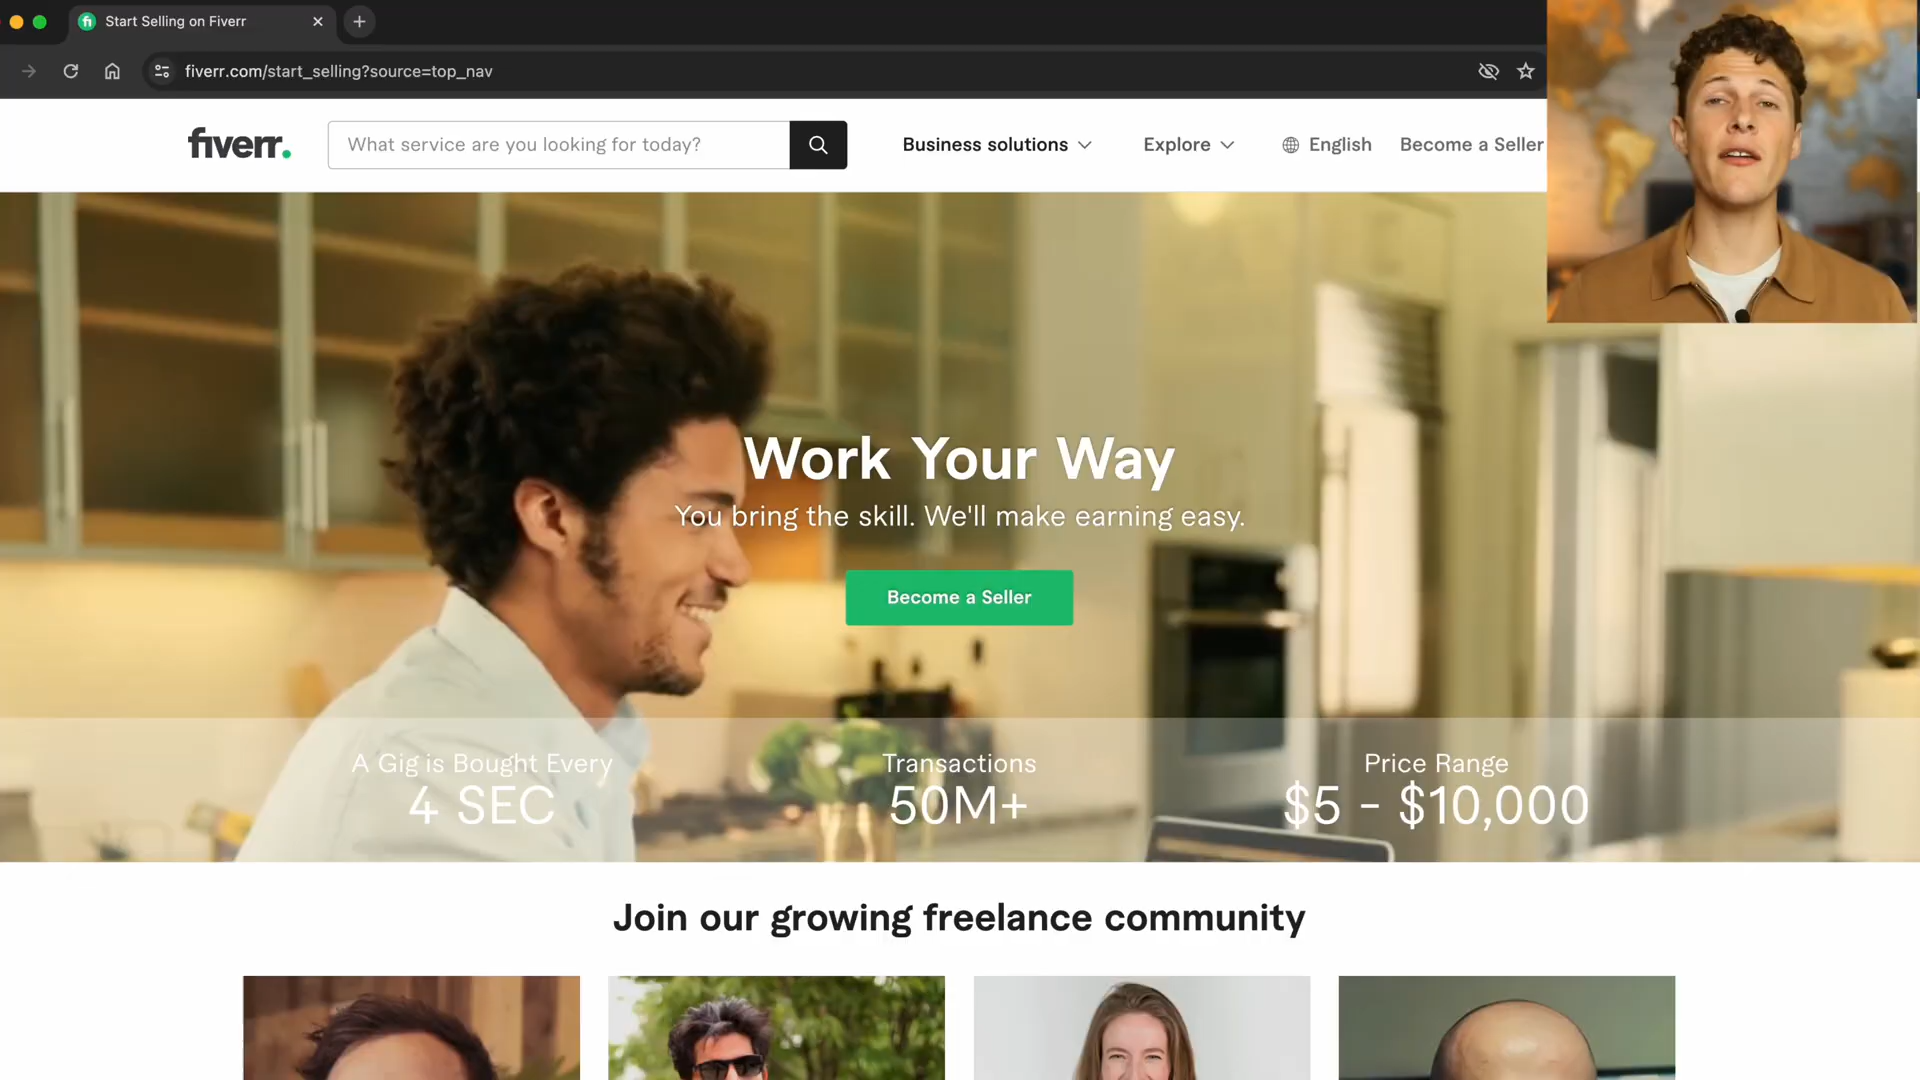 Start Selling on Fiverr
fiverr.com/start_selling?source=top_nav
fiverr.
What service are you looking for today?
Business solutions
Explore
English
Become a Seller
Work Your Way
You bring the skill. We'll make earning easy.
Become a Seller
A Gig is Bought Every
4 SEC
Transactions
50M+
Price Range
$5 - $10,000
Join our growing freelance community